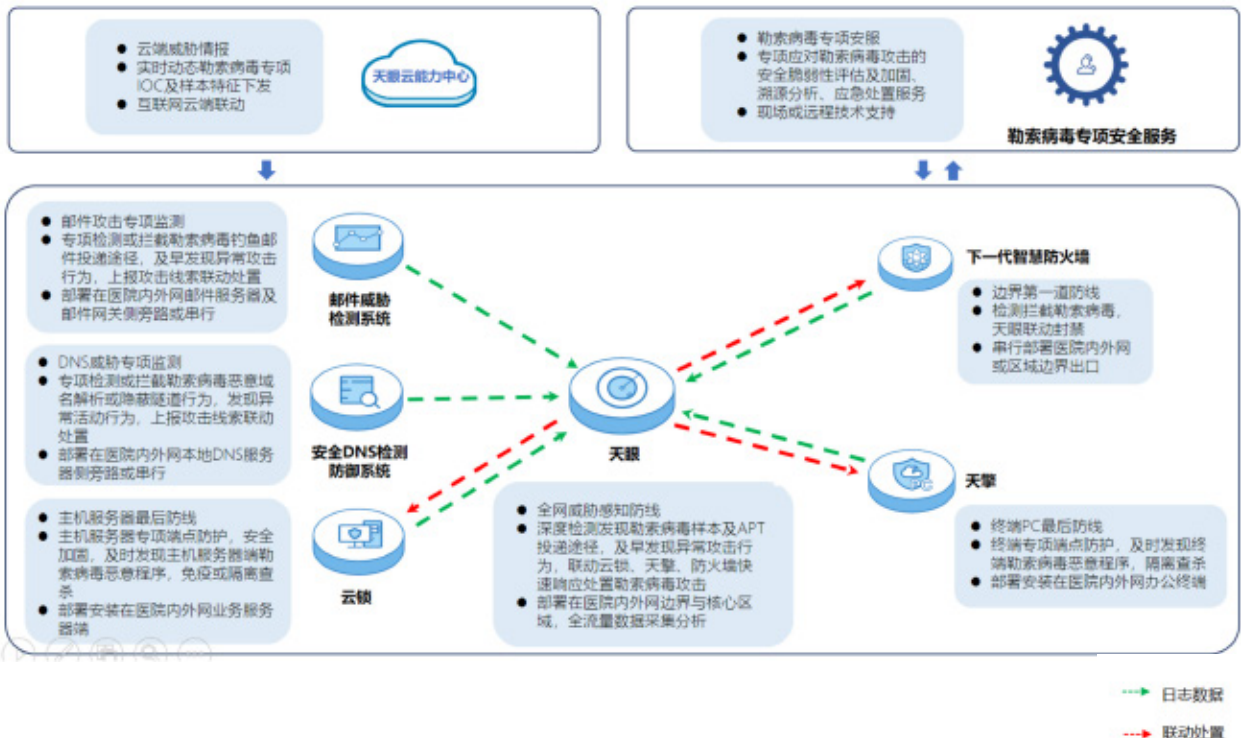 ● 云端威胁情报
● 实时动态勒索病毒专项
IOC及样本特征下发
● 互联网云端联动
天眼云能力中心
● 勒索病毒专项安服
● 专项应对勒索病毒攻击的
安全脆弱性评估及加固、
溯源分析、应急处置服务
● 现场或远程技术支持
勒索病毒专项安全服务
● 邮件攻击专项监测
● 专项检测或拦截勒索病毒钓鱼邮
件投递途径，及早发现异常攻击
行为，上报攻击线索联动处置
● 部署在医院内外网邮件服务器及
邮件网关侧旁路或串行
邮件威胁
检测系统
● DNS威胁专项监测
● 专项检测或拦截勒索病毒恶意域
名解析或隐蔽隧道行为，发现异
常活动行为，上报攻击线索联动
处置
● 部署在医院内外网本地DNS服务
器侧旁路或串行
安全DNS检测
防御系统
● 主机服务器最后防线
● 主机服务器专项端点防护，安全
加固，及时发现主机服务器端勒
索病毒恶意程序，免疫或隔离查
杀
● 部署安装在医院内外网业务服务
器端
云锁
天眼
● 全网威胁感知防线
● 深度检测发现勒索病毒样本及APT
投递途径，及早发现异常攻击行
为，联动云锁、天擎、防火墙快
速响应处置勒索病毒攻击
● 部署在医院内外网边界与核心区
域，全流量数据采集分析
下一代智慧防火墙
● 边界第一道防线
● 检测拦截勒索病毒，
天眼联动封禁
● 串行部署医院内外网
或区域边界出口
PC
天擎
● 终端PC最后防线
● 终端专项端点防护，及时发现终
端勒索病毒恶意程序，隔离查杀
● 部署安装在医院内外网办公终端
日志数据
联动处置